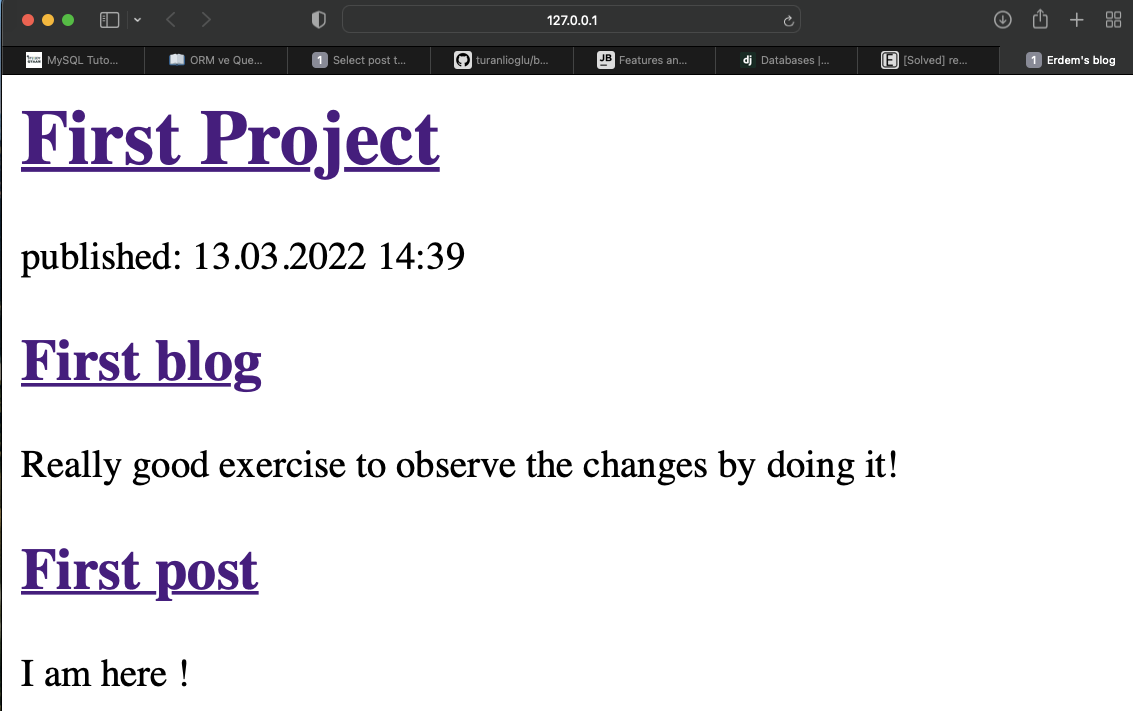 127.0.0.1
MySQL Tuto...
ORM ve Que...
1 Select post t...
turanlioglu/b...
JB Features an...
dj Databases |...
E [Solved] re...
1 Erdem's blog
First Project
published: 13.03.2022 14:39
First blog
Really good exercise to observe the changes by doing it!
First post
I am here !